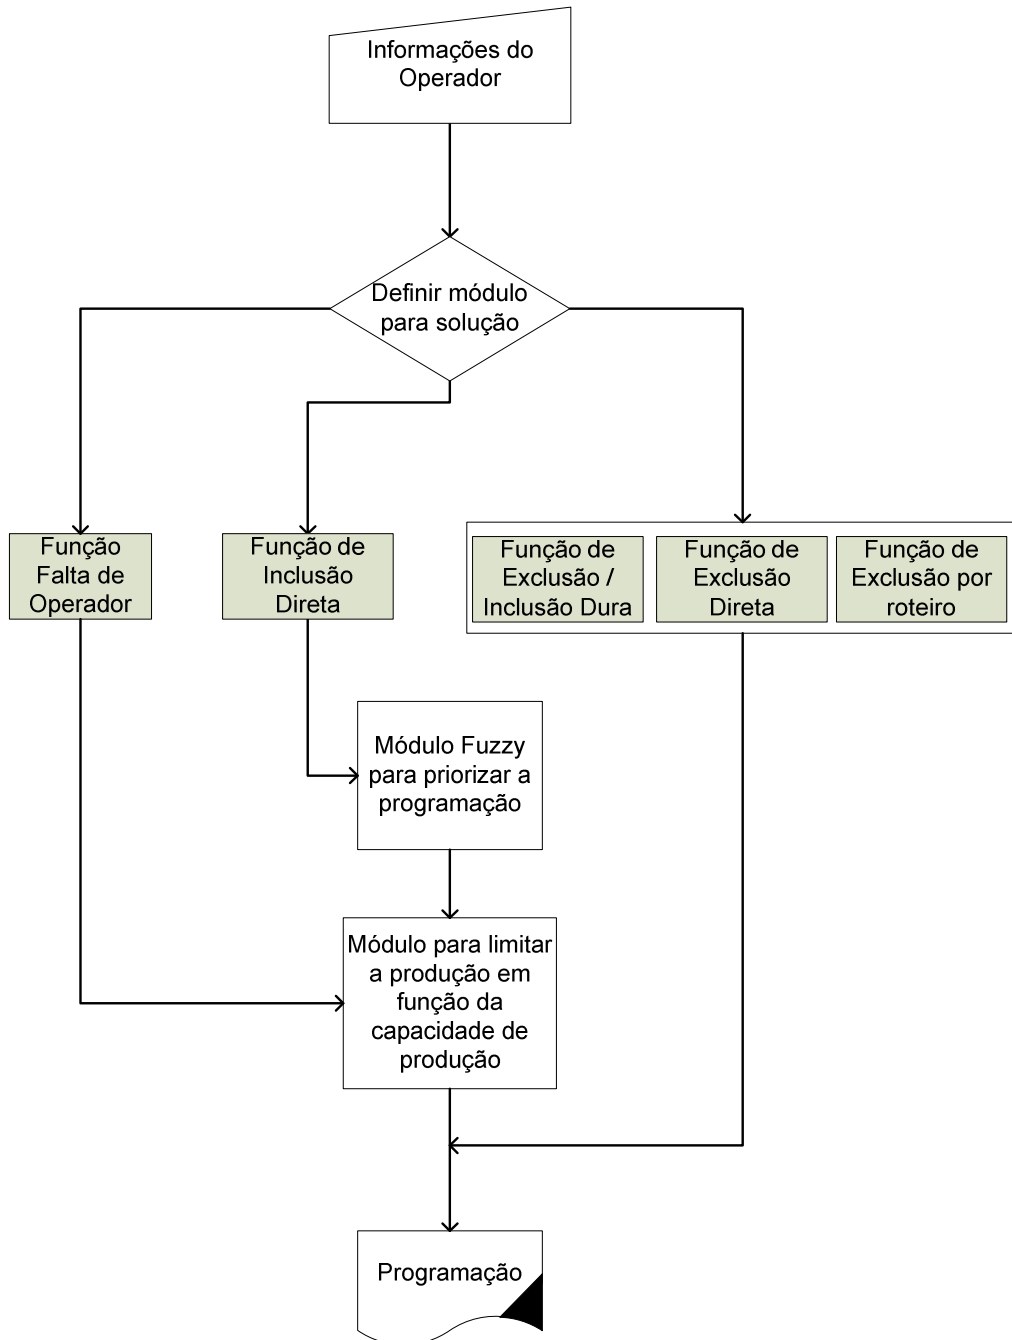 Informações do
Operador
Definir módulo
para solução
Função
Falta de
Operador
Função de
Inclusão
Direta
Função de
Exclusão /
Inclusão Dura
Função de
Exclusão
Direta
Função de
Exclusão por
roteiro
Módulo Fuzzy
para priorizar a
programação
Módulo para limitar
a produção em
função da
capacidade de
produção
Programação